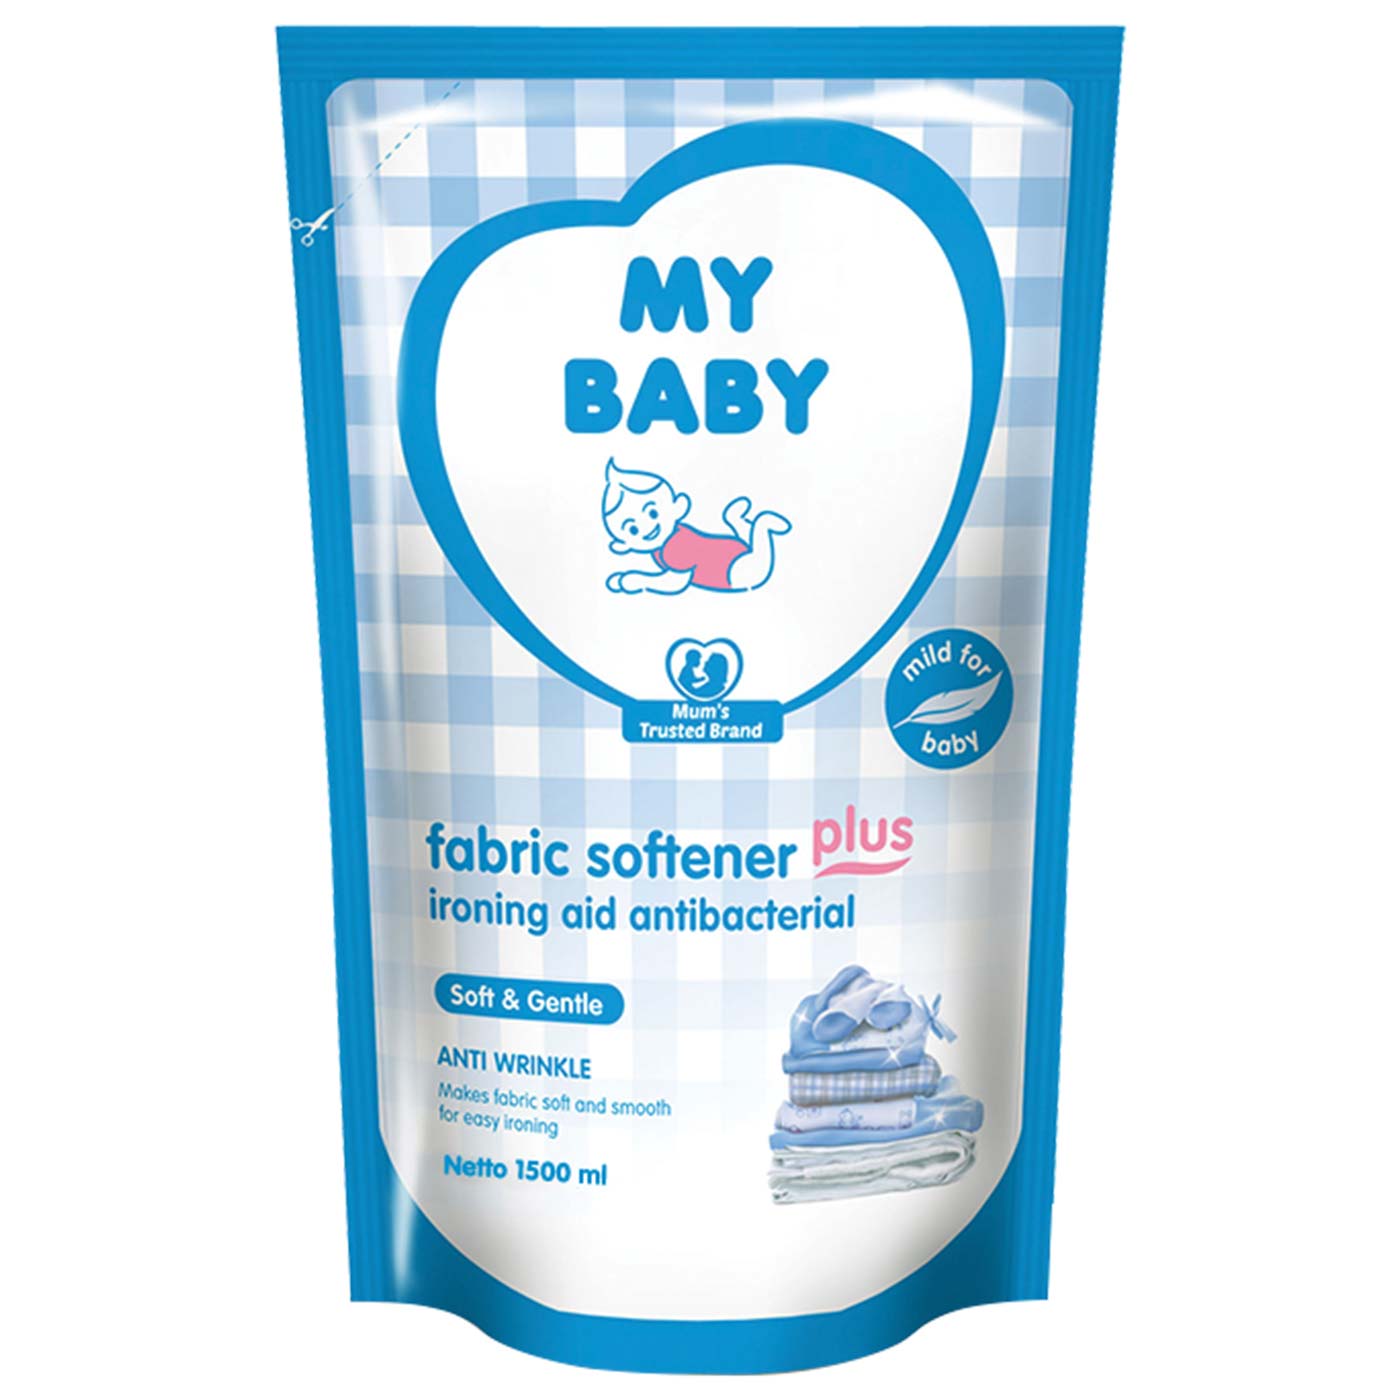 MY
BABY
Mum's
Trusted Brand
mild for
baby
fabric softener plus
ironing aid antibacterial
Soft & Gentle
ANTI WRINKLE
Makes fabric soft and smooth
for easy ironing
Netto 1500 ml